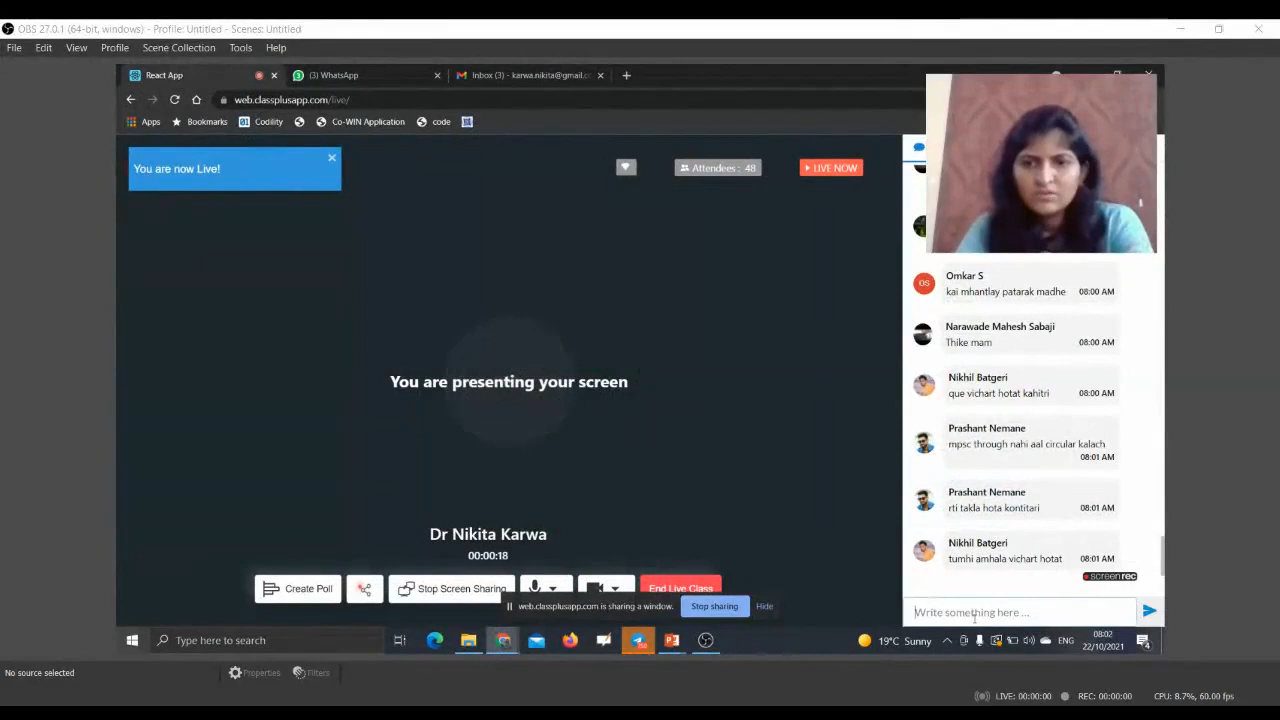 OBS 27.0.1 (64-bit, windows) - Profile: Untitled - Scenes: Untitled
File Edit View Profile Scene Collection Tools Help
React App
(3) WhatsApp
Inbox (3) - karwa.nikita@gmail.c
web.classplusapp.com/live/
Apps Bookmarks Codility Co-WIN Application code
You are now Live!
Attendees : 48
LIVE NOW
Omkar S
kai mhantlay patarak madhe 08:00 AM
Narawade Mahesh Sabaji
Thike mam 08:00 AM
Nikhil Batgeri
que vichart hotat kahitri 08:00 AM
You are presenting your screen
Prashant Nemane
mpsc through nahi aal circular kalach
08:01 AM
Prashant Nemane
rti takla hota kontitari 08:01 AM
Nikhil Batgeri
tumhi amhala vichart hotat 08:01 AM
Dr Nikita Karwa
00:00:18
screenrec
Create Poll
Stop Screen Sharing
End Live Class
web.classplusapp.com is sharing a window. Stop sharing Hide
Write something here ...
Type here to search
19°C Sunny
ENG
08:02
22/10/2021
4
No source selected
Properties Filters
LIVE: 00:00:00 REC: 00:00:00 CPU: 8.7%, 60.00 fps